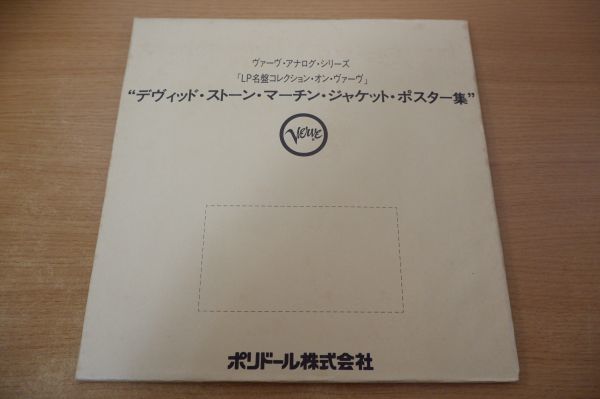 ヴァーヴ・アナログ・シリーズ
「LP名盤コレクション・オン・ヴァーヴ」
“デヴィッド・ストーン・マーチン・ジャケット・ポスター集”
Verve
ポリドール株式会社